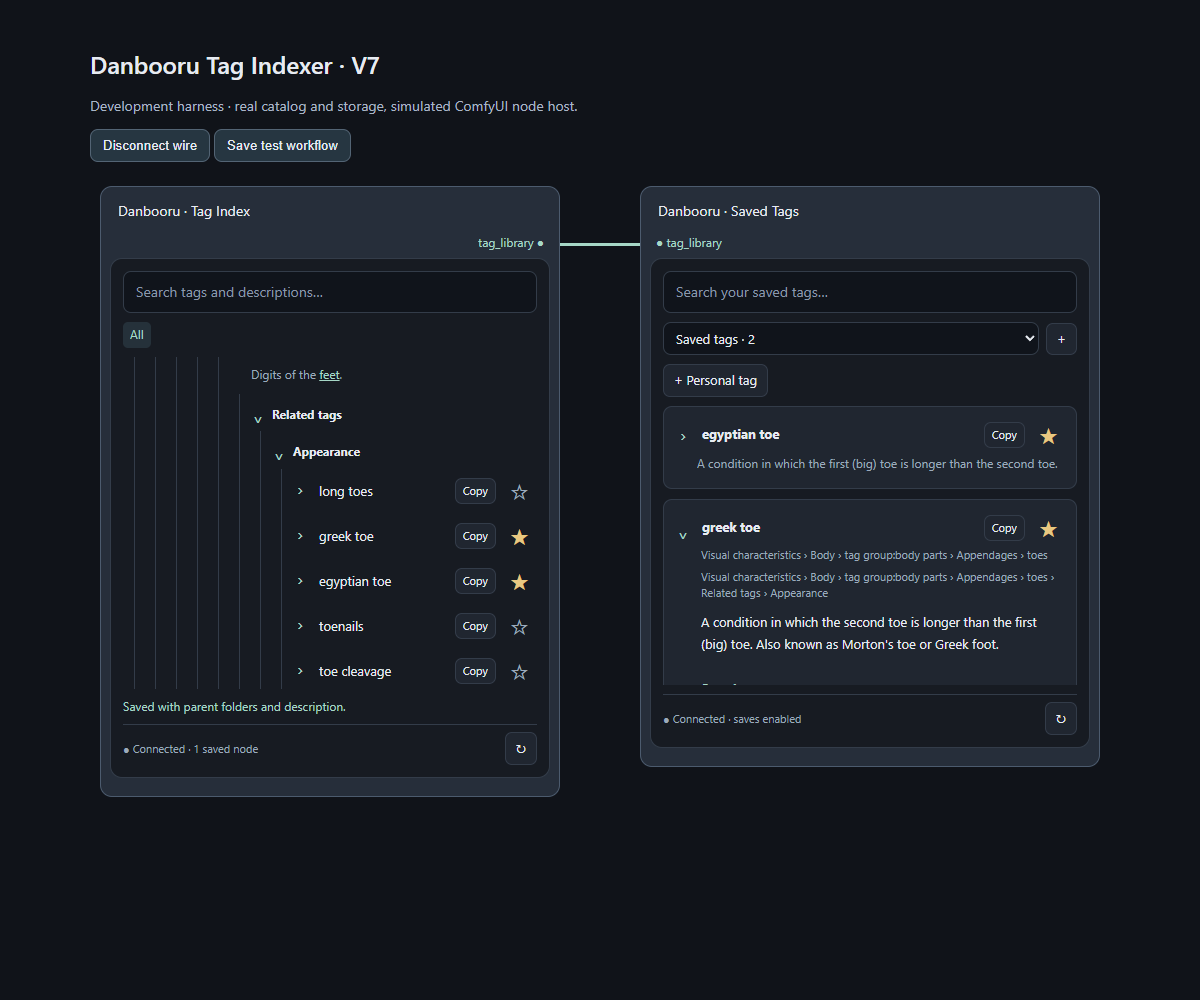 Danbooru Tag Indexer · V7
Development harness · real catalog and storage, simulated ComfyUI node host.
Disconnect wire
Save test workflow
Danbooru · Tag Index
tag_library
Search tags and descriptions...
All
Digits of the feet.
Related tags
Appearance
long toes
Copy
greek toe
Copy
egyptian toe
Copy
toenails
Copy
toe cleavage
Copy
Saved with parent folders and description.
Connected · 1 saved node
Danbooru · Saved Tags
tag_library
Search your saved tags...
Saved tags · 2
+
+ Personal tag
egyptian toe
Copy
A condition in which the first (big) toe is longer than the second toe.
greek toe
Copy
Visual characteristics › Body › tag group:body parts › Appendages › toes
Visual characteristics › Body › tag group:body parts › Appendages › toes ›
Related tags › Appearance
A condition in which the second toe is longer than the first
(big) toe. Also known as Morton's toe or Greek foot.
Connected · saves enabled